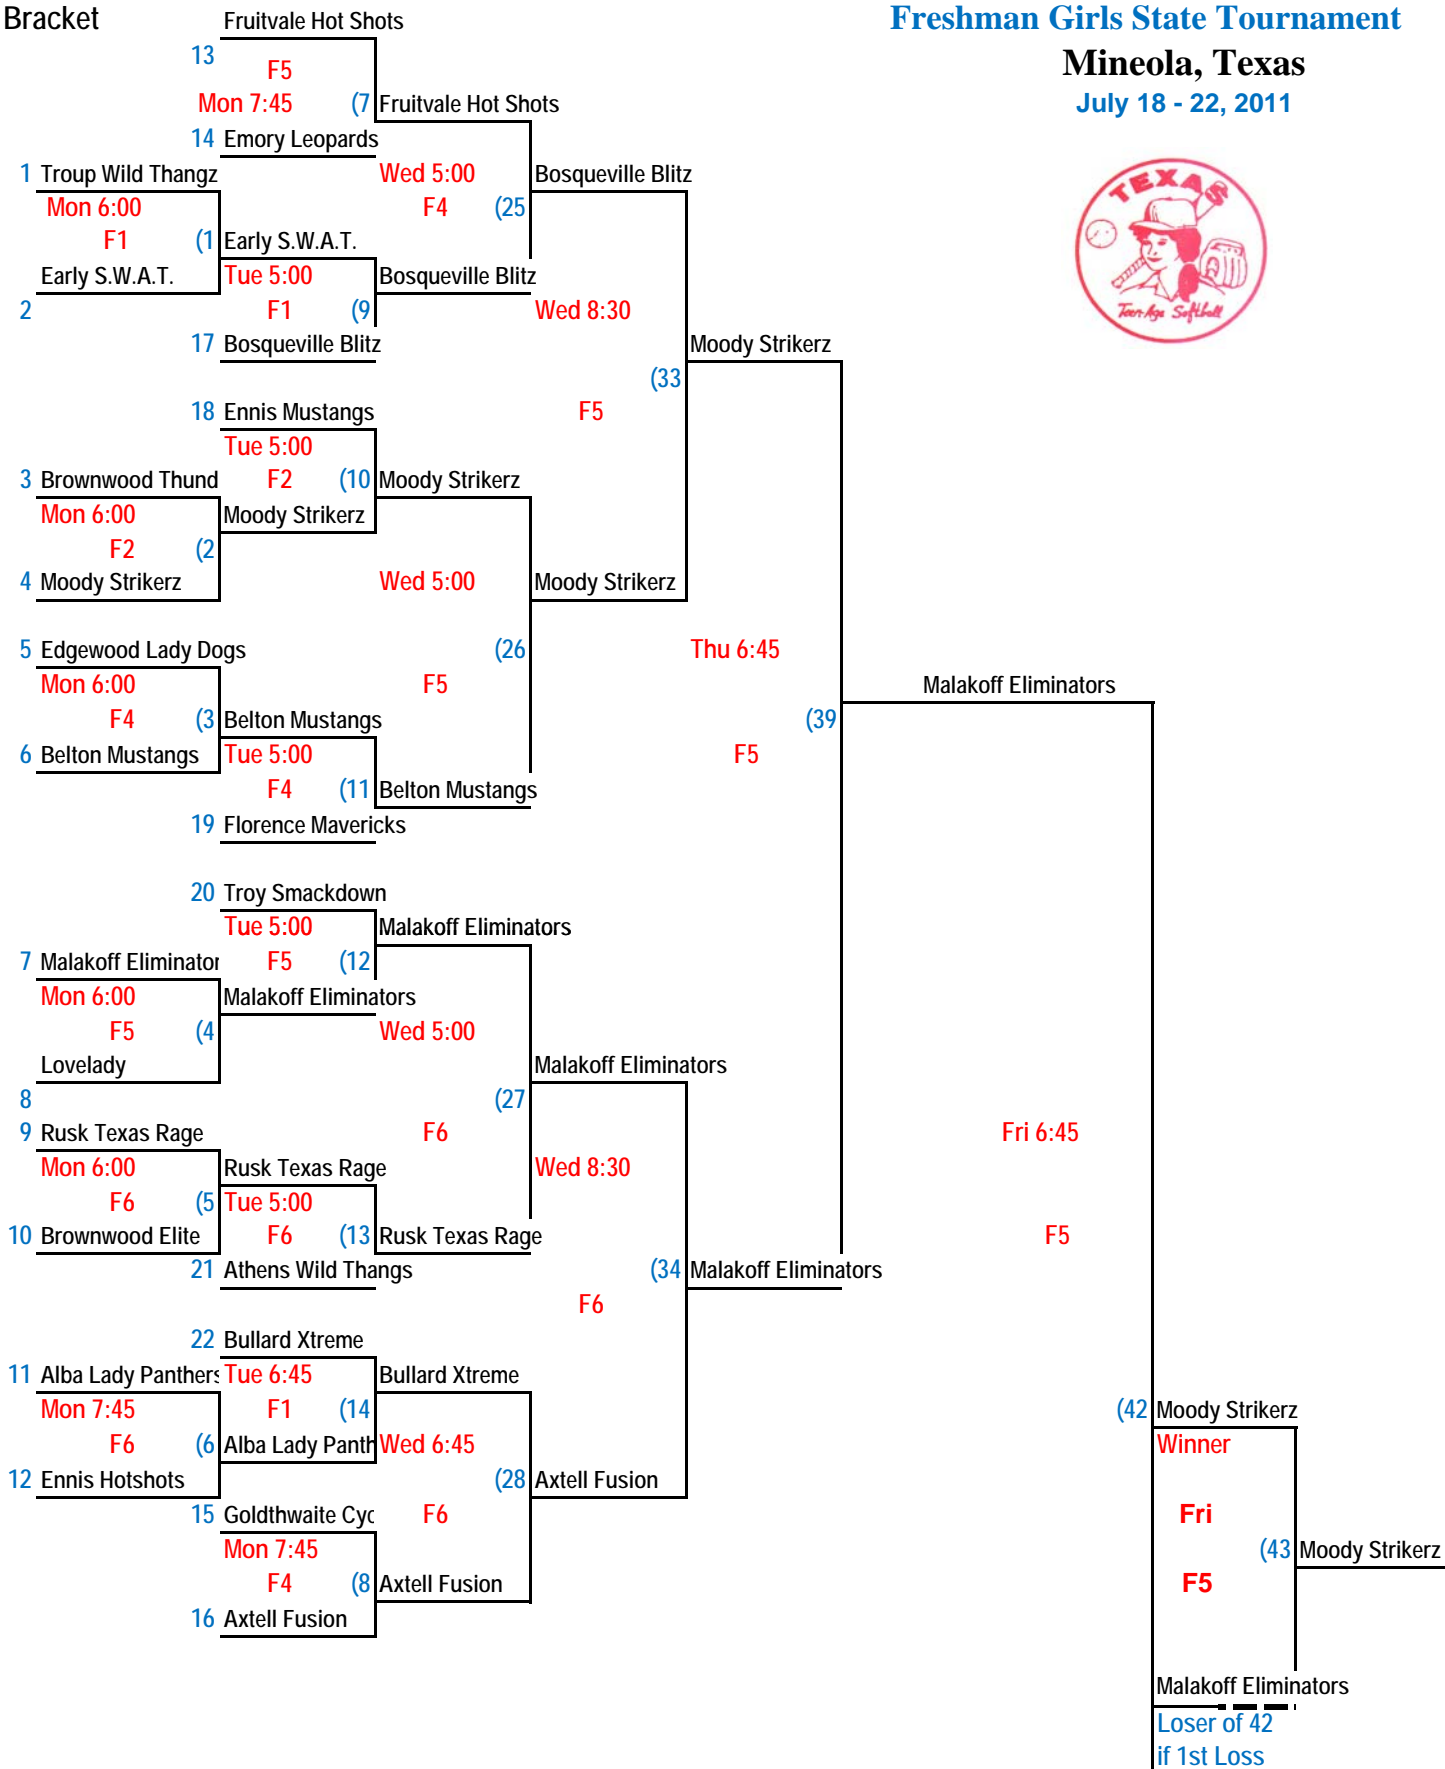 Bracket
Fruitvale Hot Shots
Freshman Girls State Tournament
13
F5
Mineola, Texas
Mon 7:45 (7 Fruitvale Hot Shots
July 18 - 22, 2011
14 Emory Leopards
1 Troup Wild Thangz
Wed 5:00
Bosqueville Blitz
TEXAS
Mon 6:00
F4 (25
F1 (1 Early S.W.A.T.
Early S.W.A.T.
Tue 5:00
Bosqueville Blitz
2
F1 (9
Wed 8:30
Teen-Age Softball
17 Bosqueville Blitz
Moody Strikerz
(33
18 Ennis Mustangs
F5
Tue 5:00
3 Brownwood Thund
F2 (10 Moody Strikerz
Mon 6:00
Moody Strikerz
F2 (2
4 Moody Strikerz
Wed 5:00
Moody Strikerz
5 Edgewood Lady Dogs
(26
Thu 6:45
Mon 6:00
F5
Malakoff Eliminators
F4 (3 Belton Mustangs
(39
6 Belton Mustangs
Tue 5:00
F5
F4 (11 Belton Mustangs
19 Florence Mavericks
20 Troy Smackdown
Tue 5:00
Malakoff Eliminators
7 Malakoff Eliminator
F5 (12
Mon 6:00
Malakoff Eliminators
F5 (4
Wed 5:00
Lovelady
Malakoff Eliminators
8
(27
9 Rusk Texas Rage
F6
Fri 6:45
Mon 6:00
Rusk Texas Rage
Wed 8:30
F6 (5 Tue 5:00
10 Brownwood Elite
F6 (13 Rusk Texas Rage
F5
21 Athens Wild Thangs
(34 Malakoff Eliminators
F6
22 Bullard Xtreme
11 Alba Lady Panthers
Tue 6:45
Bullard Xtreme
Mon 7:45
F1 (14
(42 Moody Strikerz
F6 (6 Alba Lady Panth
Wed 6:45
Winner
12 Ennis Hotshots
(28 Axtell Fusion
15 Goldthwaite Cyc
F6
Fri
Mon 7:45
(43 Moody Strikerz
F4 (8 Axtell Fusion
F5
16 Axtell Fusion
Malakoff Eliminators
Loser of 42
if 1st Loss